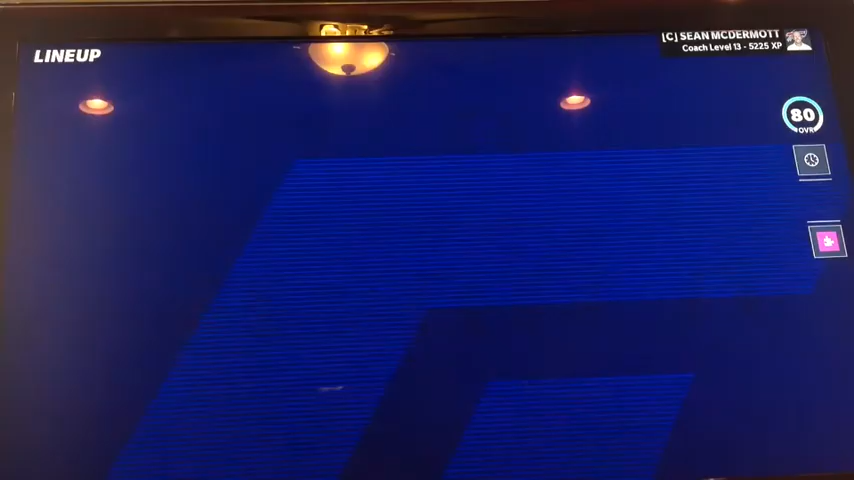 LINEUP
[C] SEAN MCDERMOTT
Coach Level 13 - 5225 XP
80
OVR